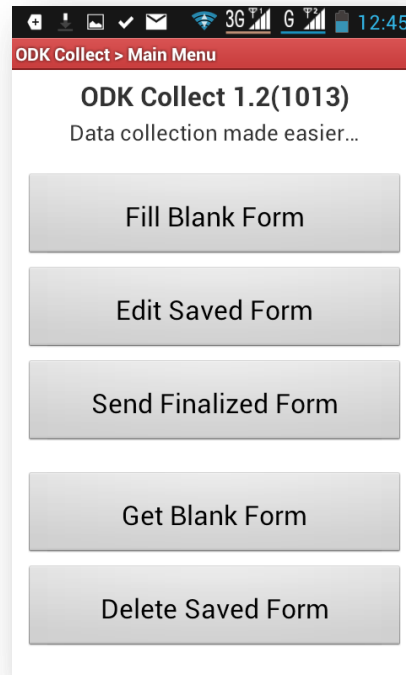 3G G 12:45
ODK Collect > Main Menu
ODK Collect 1.2(1013)
Data collection made easier...
Fill Blank Form
Edit Saved Form
Send Finalized Form
Get Blank Form
Delete Saved Form